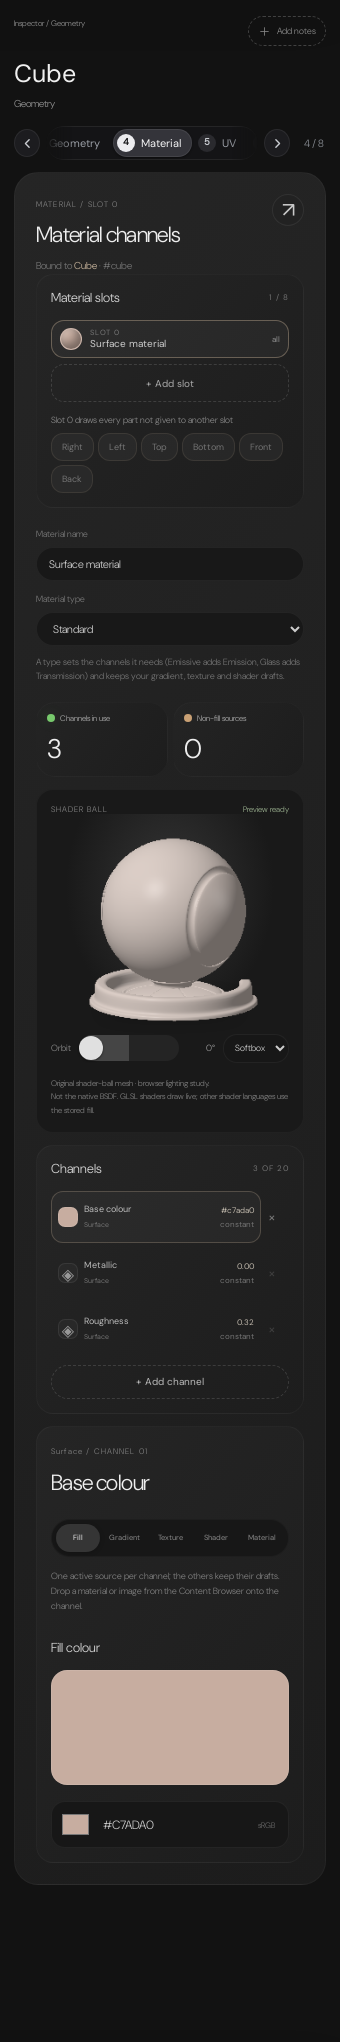 Inspector / Geometry
+ Add notes
Cube
Geometry
Geometry 4 Material 5 UV 4 / 8
MATERIAL / SLOT 0
Material channels
Bound to Cube · #cube
Material slots 1 / 8
SLOT 0
Surface material all
+ Add slot
Slot 0 draws every part not given to another slot
Right Left Top Bottom Front
Back
Material name
Surface material
Material type
Standard
A type sets the channels it needs (Emissive adds Emission, Glass adds
Transmission) and keeps your gradient, texture and shader drafts.
Channels in use Non-fill sources
3 0
SHADER BALL Preview ready
Orbit 0° Softbox
Original shader-ball mesh · browser lighting study.
Not the native BSDF. GLSL shaders draw live; other shader languages use
the stored fill.
Channels 3 OF 20
Base colour #c7ada0
Surface constant ×
Metallic 0.00
Surface constant ×
Roughness 0.32
Surface constant ×
+ Add channel
Surface / CHANNEL 01
Base colour
Fill Gradient Texture Shader Material
One active source per channel; the others keep their drafts.
Drop a material or image from the Content Browser onto the
channel.
Fill colour
#C7ADA0 sRGB